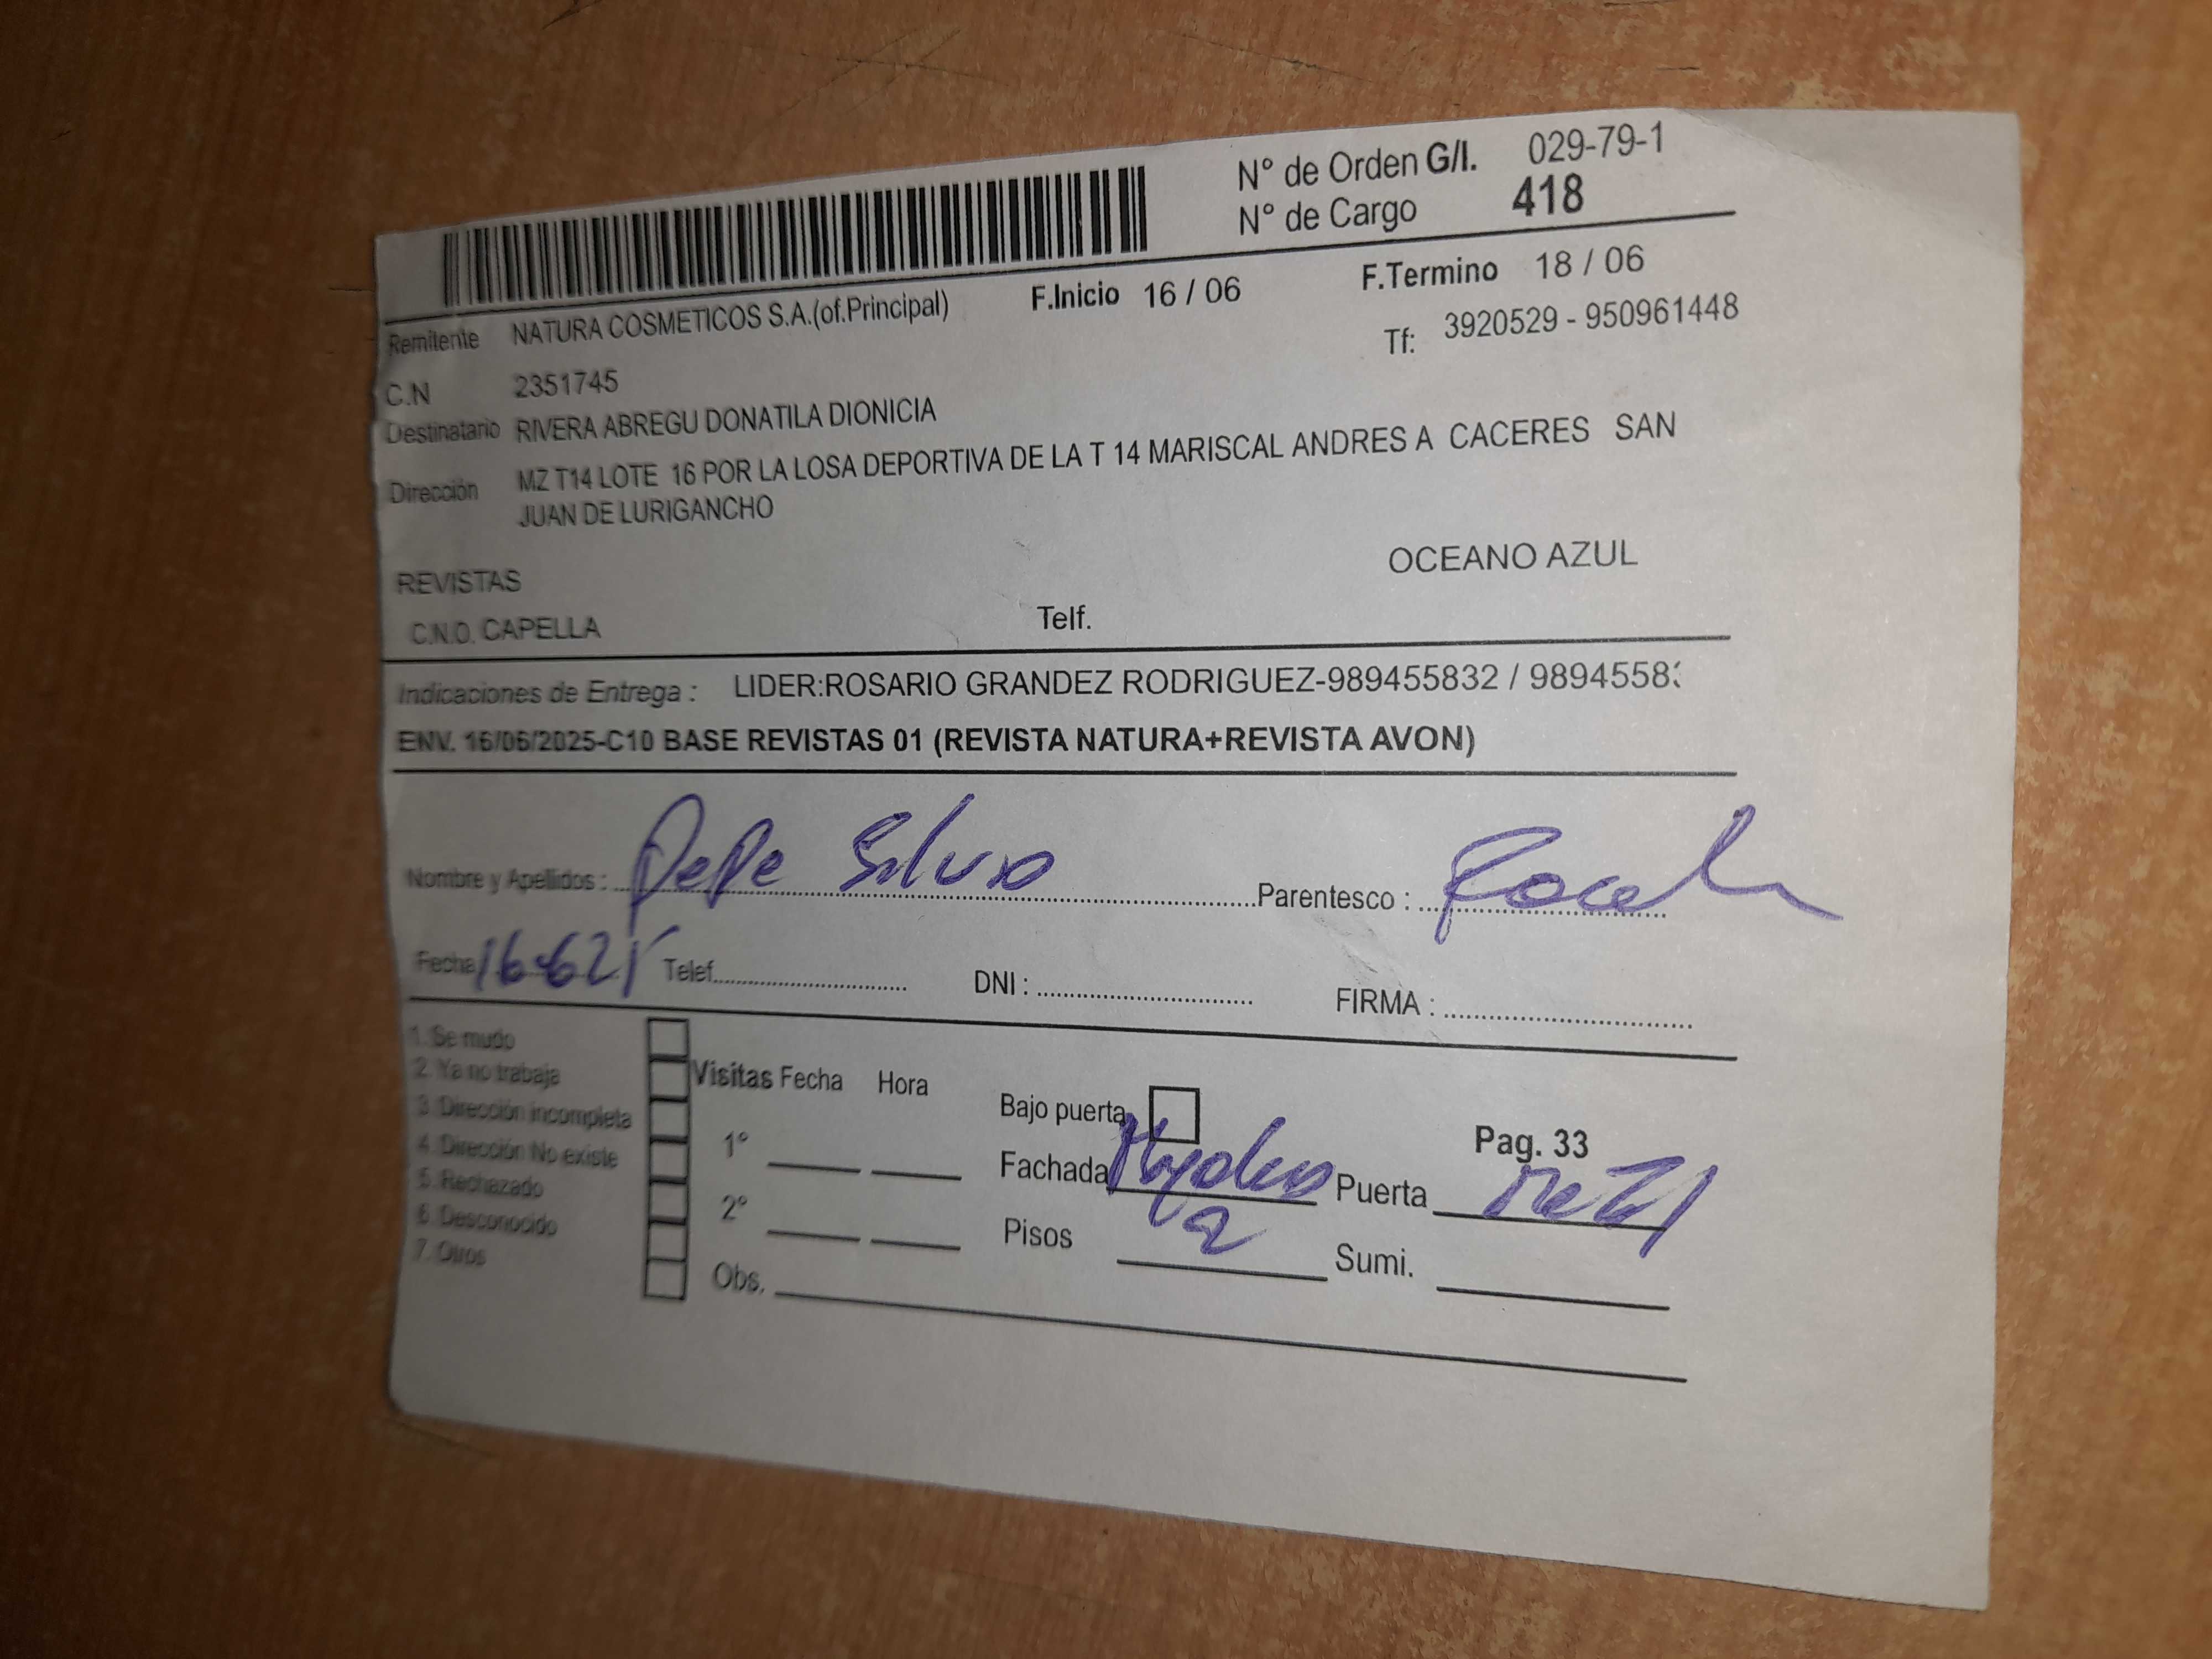 N° de Orden G/I. 029-79-1
N° de Cargo 418
Remitente NATURA COSMETICOS S.A.(of.Principal) F.Inicio 16 / 06 F.Termino 18 / 06
C.N 2351745 Tf: 3920529 - 950961448
Destinatario RIVERA ABREGU DONATILA DIONICIA
Dirección MZ T14 LOTE 16 POR LA LOSA DEPORTIVA DE LA T 14 MARISCAL ANDRES A CACERES SAN
JUAN DE LURIGANCHO
REVISTAS OCEANO AZUL
C.N.O. CAPELLA Telf.
Indicaciones de Entrega : LIDER:ROSARIO GRANDEZ RODRIGUEZ-989455832 / 98945583
ENV. 16/06/2025-C10 BASE REVISTAS 01 (REVISTA NATURA+REVISTA AVON)
Nombre y Apellidos : Pepe Silvio Parentesco :
Fecha Telef. DNI : FIRMA :
1. Se mudo
2. Ya no trabaja Visitas Fecha Hora
3. Dirección incompleta Bajo puerta
4. Dirección No existe 1° Pag. 33
5. Rechazado Fachada Puerta
6. Desconocido 2° Pisos 2 Sumi.
7. Otros Obs.